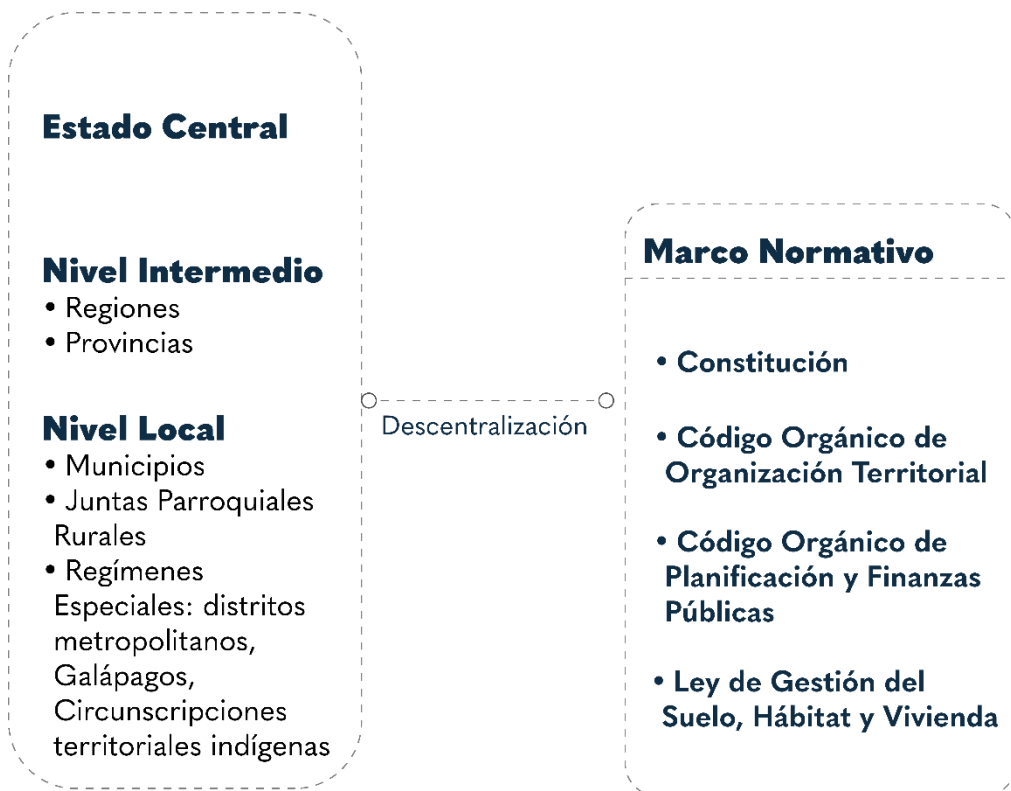 Estado Central
Nivel Intermedio
• Regiones
• Provincias
Nivel Local
• Municipios
• Juntas Parroquiales
Rurales
• Regímenes
Especiales: distritos
metropolitanos,
Galápagos,
Circunscripciones
territoriales indígenas
Descentralización
Marco Normativo
• Constitución
• Código Orgánico de
Organización Territorial
• Código Orgánico de
Planificación y Finanzas
Públicas
• Ley de Gestión del
Suelo, Hábitat y Vivienda